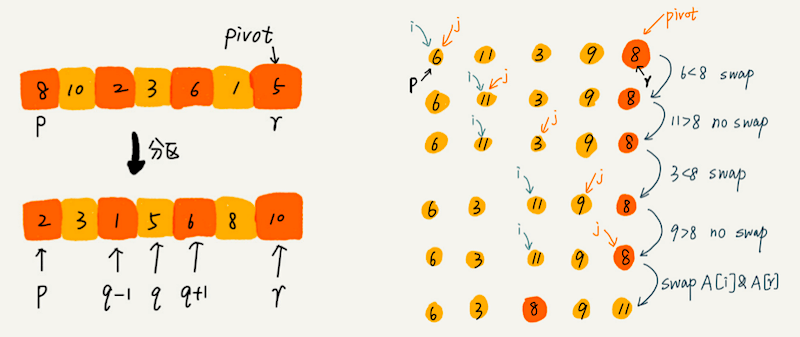 pivot
8 10 2 3 6 1 5
p r
分区
2 3 1 5 6 8 10
p q-1 q q+1 r
pivot
i j
6 11 3 9 8
p r
6<8 swap
i j
6 11 3 9 8
11>8 no swap
i j
6 11 3 9 8
3<8 swap
i j
6 3 11 9 8
9>8 no swap
i j
6 3 11 9 8
swap A[i]&A[r]
6 3 8 9 11